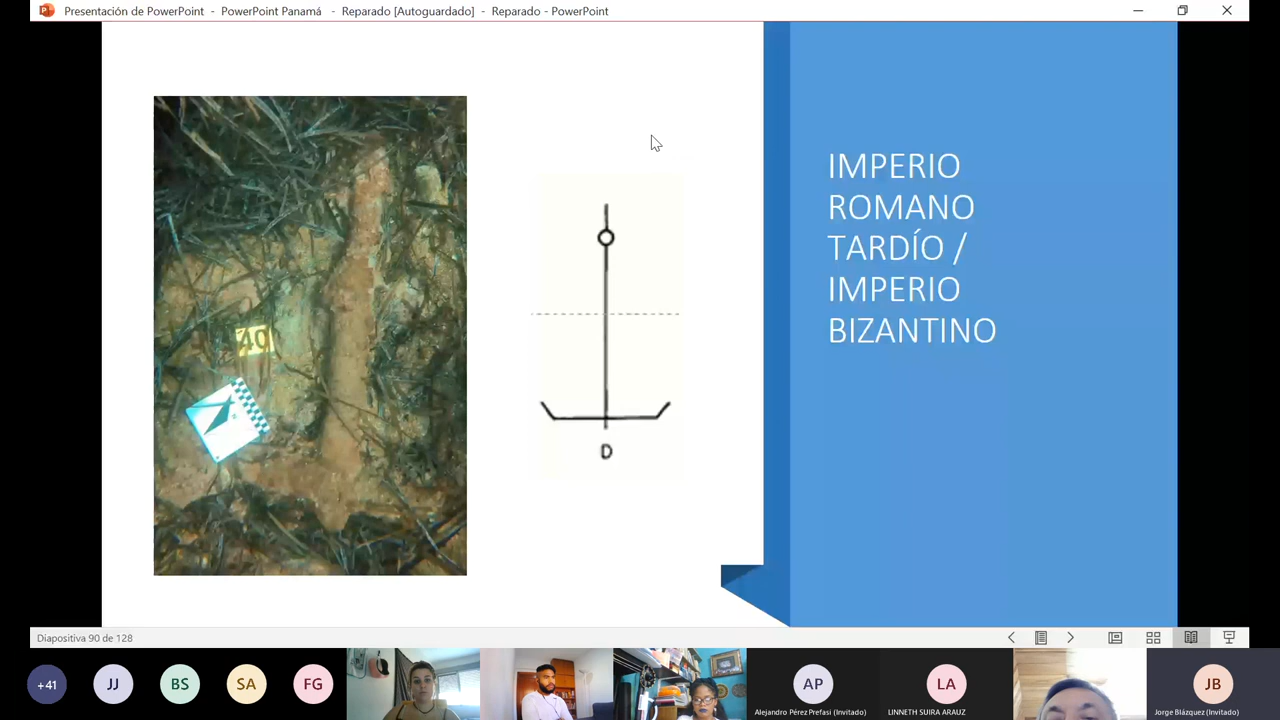 Presentación de PowerPoint - PowerPoint Panamá - Reparado [Autoguardado] - Reparado - PowerPoint
IMPERIO
ROMANO
TARDÍO /
IMPERIO
BIZANTINO
40
D
Diapositiva 90 de 128
+41
JJ
BS
SA
FG
AP
LA
JB
Alejandro Pérez Prefasi (Invitado)
LINNETH SUIRA ARAUZ
Jorge Blázquez (Invitado)